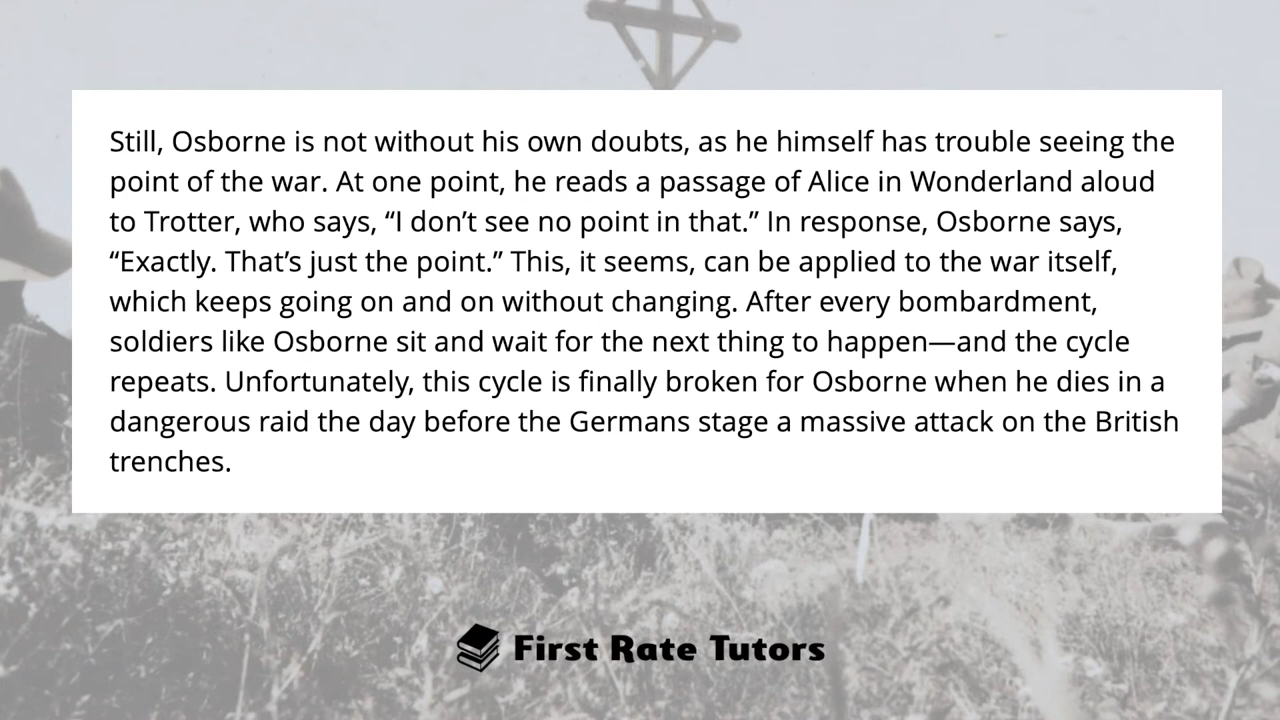 Still, Osborne is not without his own doubts, as he himself has trouble seeing the
point of the war. At one point, he reads a passage of Alice in Wonderland aloud
to Trotter, who says, “I don’t see no point in that.” In response, Osborne says,
“Exactly. That’s just the point.” This, it seems, can be applied to the war itself,
which keeps going on and on without changing. After every bombardment,
soldiers like Osborne sit and wait for the next thing to happen—and the cycle
repeats. Unfortunately, this cycle is finally broken for Osborne when he dies in a
dangerous raid the day before the Germans stage a massive attack on the British
trenches.
First Rate Tutors